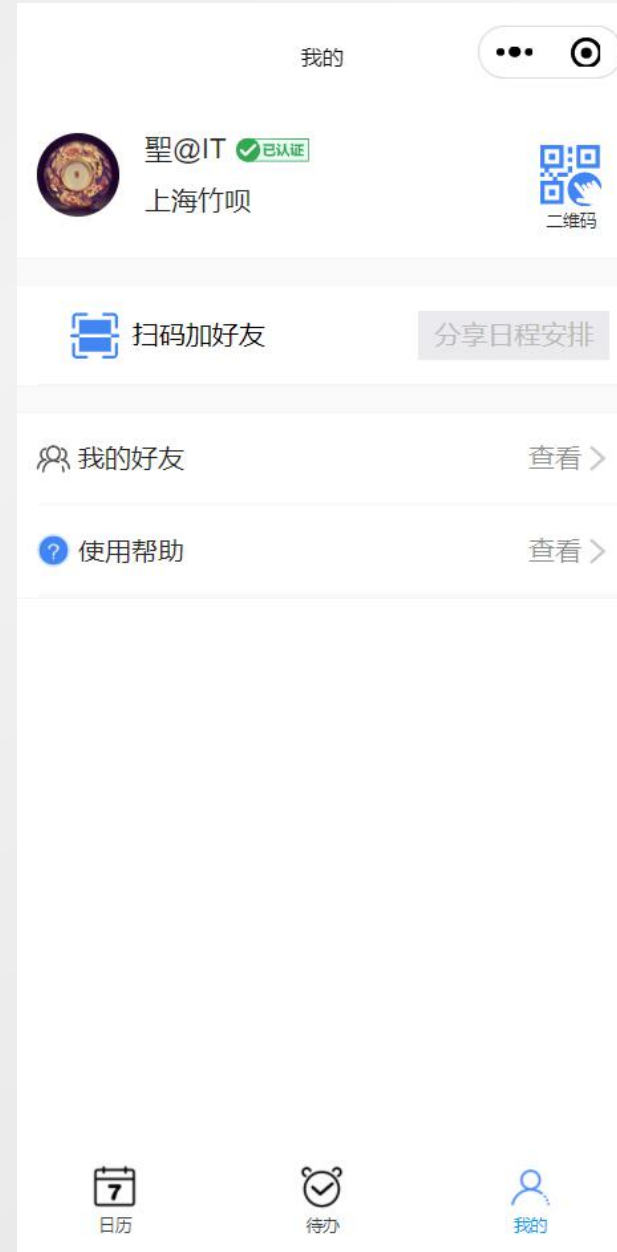 我的
聖@IT 已认证
上海竹呗
二维码
扫码加好友 分享日程安排
我的好友 查看
? 使用帮助 查看
7
日历 待办 我的